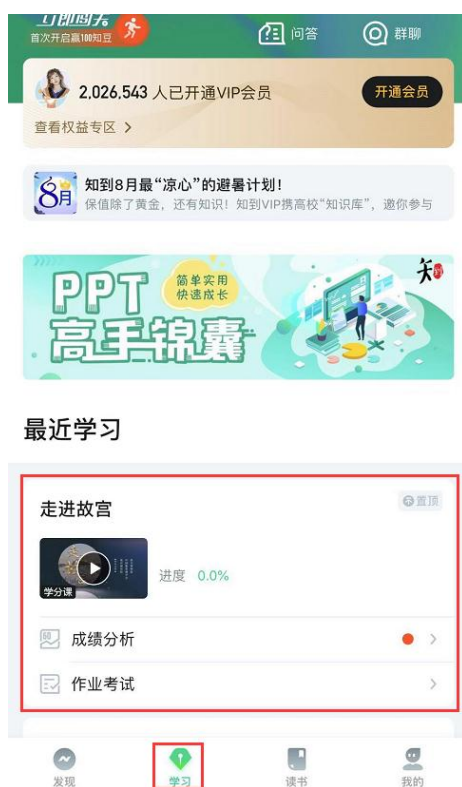 立即闯关
首次开启赢100知豆
问答
群聊
2,026,543 人已开通VIP会员
开通会员
查看权益专区 >
8月
知到8月最“凉心”的避暑计划!
保值除了黄金，还有知识！知到VIP携高校“知识库”，邀你参与
PPT
简单实用
快速成长
高手锦囊
知到
最近学习
走进故宫
置顶
学分课
进度 0.0%
成绩分析
作业考试
发现
学习
读书
我的